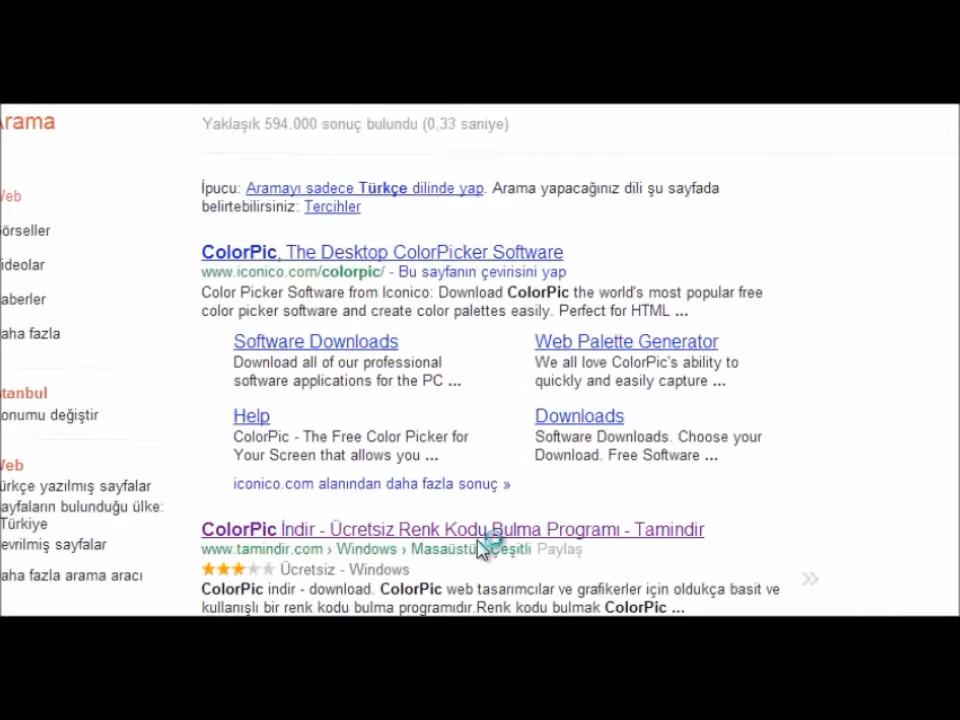 Arama
Yaklaşık 594.000 sonuç bulundu (0,33 saniye)
İpucu: Aramayı sadece Türkçe dilinde yap. Arama yapacağınız dili şu sayfada
belirtebilirsiniz: Tercihler
Web
örseller
ideolar
aberler
aha fazla
stanbul
onumu değiştir
Web
ürkçe yazılmış sayfalar
ayfaların bulunduğu ülke:
Türkiye
evrilmiş sayfalar
aha fazla arama aracı
ColorPic, The Desktop ColorPicker Software
www.iconico.com/colorpic/ - Bu sayfanın çevirisini yap
Color Picker Software from Iconico: Download ColorPic the world's most popular free
color picker software and create color palettes easily. Perfect for HTML ...
Software Downloads
Download all of our professional
software applications for the PC ...
Web Palette Generator
We all love ColorPic's ability to
quickly and easily capture ...
Help
ColorPic - The Free Color Picker for
Your Screen that allows you ...
Downloads
Software Downloads. Choose your
Download. Free Software ...
iconico.com alanından daha fazla sonuç »
ColorPic İndir - Ücretsiz Renk Kodu Bulma Programı - Tamindir
www.tamindir.com › Windows › Masaüstü Çeşitli Paylaş
Ücretsiz - Windows
ColorPic indir - download. ColorPic web tasarımcılar ve grafikerler için oldukça basit ve
kullanışlı bir renk kodu bulma programıdır.Renk kodu bulmak ColorPic ...